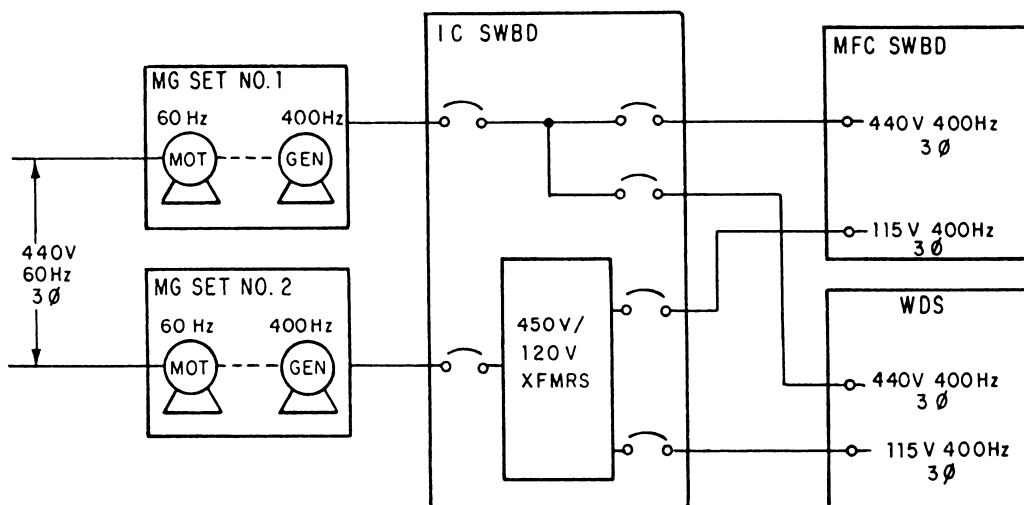 IC SWBD
MFC SWBD
MG SET NO.1
60 Hz
400Hz
MOT
GEN
440V 400Hz
3Ø
115V 400Hz
3Ø
440V
60Hz
3Ø
MG SET NO. 2
60 Hz
400Hz
MOT
GEN
450V/
120V
XFMRS
WDS
440V 400Hz
3Ø
115V 400Hz
3Ø